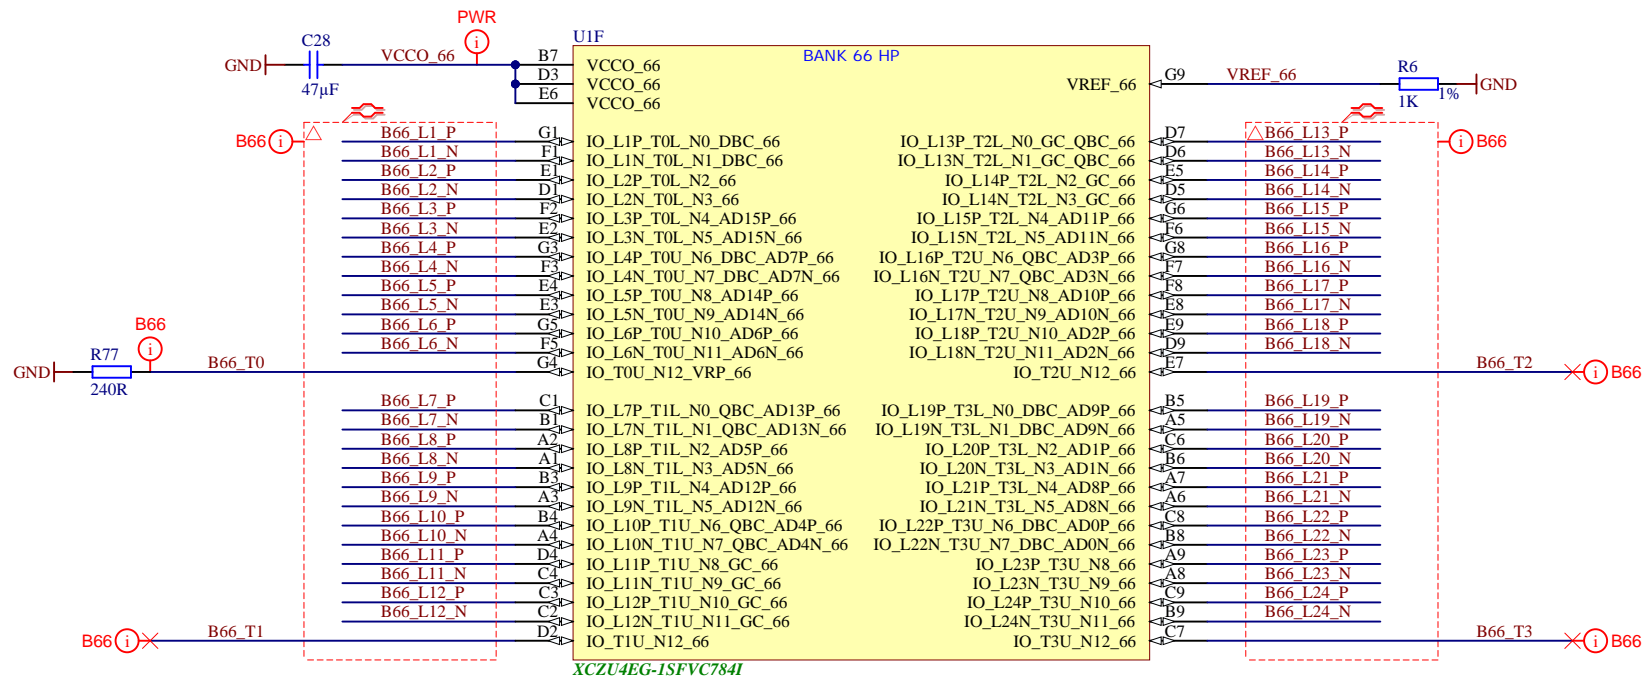 PWR
C28
U1F
GND
VCCO_66
47µF
BANK 66 HP
B7 VCCO_66
D3 VCCO_66
E6 VCCO_66
VREF_66 G9 VREF_66
R6
1K
1%
GND
B66
B66
B66_L1_P G1 IO_L1P_T0L_N0_DBC_66
B66_L1_N F1 IO_L1N_T0L_N1_DBC_66
B66_L2_P E1 IO_L2P_T0L_N2_66
B66_L2_N D1 IO_L2N_T0L_N3_66
B66_L3_P F2 IO_L3P_T0L_N4_AD15P_66
B66_L3_N E2 IO_L3N_T0L_N5_AD15N_66
B66_L4_P G3 IO_L4P_T0U_N6_DBC_AD7P_66
B66_L4_N F3 IO_L4N_T0U_N7_DBC_AD7N_66
B66_L5_P E4 IO_L5P_T0U_N8_AD14P_66
B66_L5_N E3 IO_L5N_T0U_N9_AD14N_66
B66_L6_P G5 IO_L6P_T0U_N10_AD6P_66
B66_L6_N F5 IO_L6N_T0U_N11_AD6N_66
B66
R77
GND
240R
B66_T0 G4 IO_T0U_N12_VRP_66
B66_L7_P C1 IO_L7P_T1L_N0_QBC_AD13P_66
B66_L7_N B1 IO_L7N_T1L_N1_QBC_AD13N_66
B66_L8_P A2 IO_L8P_T1L_N2_AD5P_66
B66_L8_N A1 IO_L8N_T1L_N3_AD5N_66
B66_L9_P B3 IO_L9P_T1L_N4_AD12P_66
B66_L9_N A3 IO_L9N_T1L_N5_AD12N_66
B66_L10_P B4 IO_L10P_T1U_N6_QBC_AD4P_66
B66_L10_N A4 IO_L10N_T1U_N7_QBC_AD4N_66
B66_L11_P D4 IO_L11P_T1U_N8_GC_66
B66_L11_N C4 IO_L11N_T1U_N9_GC_66
B66_L12_P C3 IO_L12P_T1U_N10_GC_66
B66_L12_N C2 IO_L12N_T1U_N11_GC_66
B66 B66_T1 D2 IO_T1U_N12_66
IO_L13P_T2L_N0_GC_QBC_66 D7 B66_L13_P
IO_L13N_T2L_N1_GC_QBC_66 D6 B66_L13_N
IO_L14P_T2L_N2_GC_66 E5 B66_L14_P
IO_L14N_T2L_N3_GC_66 D5 B66_L14_N
IO_L15P_T2L_N4_AD11P_66 G6 B66_L15_P
IO_L15N_T2L_N5_AD11N_66 F6 B66_L15_N
IO_L16P_T2U_N6_QBC_AD3P_66 G8 B66_L16_P
IO_L16N_T2U_N7_QBC_AD3N_66 F7 B66_L16_N
IO_L17P_T2U_N8_AD10P_66 F8 B66_L17_P
IO_L17N_T2U_N9_AD10N_66 E8 B66_L17_N
IO_L18P_T2U_N10_AD2P_66 E9 B66_L18_P
IO_L18N_T2U_N11_AD2N_66 D9 B66_L18_N
IO_T2U_N12_66 E7 B66_T2 B66
IO_L19P_T3L_N0_DBC_AD9P_66 B5 B66_L19_P
IO_L19N_T3L_N1_DBC_AD9N_66 A5 B66_L19_N
IO_L20P_T3L_N2_AD1P_66 C6 B66_L20_P
IO_L20N_T3L_N3_AD1N_66 B6 B66_L20_N
IO_L21P_T3L_N4_AD8P_66 A7 B66_L21_P
IO_L21N_T3L_N5_AD8N_66 A6 B66_L21_N
IO_L22P_T3U_N6_DBC_AD0P_66 C8 B66_L22_P
IO_L22N_T3U_N7_DBC_AD0N_66 B8 B66_L22_N
IO_L23P_T3U_N8_66 A9 B66_L23_P
IO_L23N_T3U_N9_66 A8 B66_L23_N
IO_L24P_T3U_N10_66 C9 B66_L24_P
IO_L24N_T3U_N11_66 B9 B66_L24_N
IO_T3U_N12_66 C7 B66_T3 B66
XCZU4EG-1SFVC784I